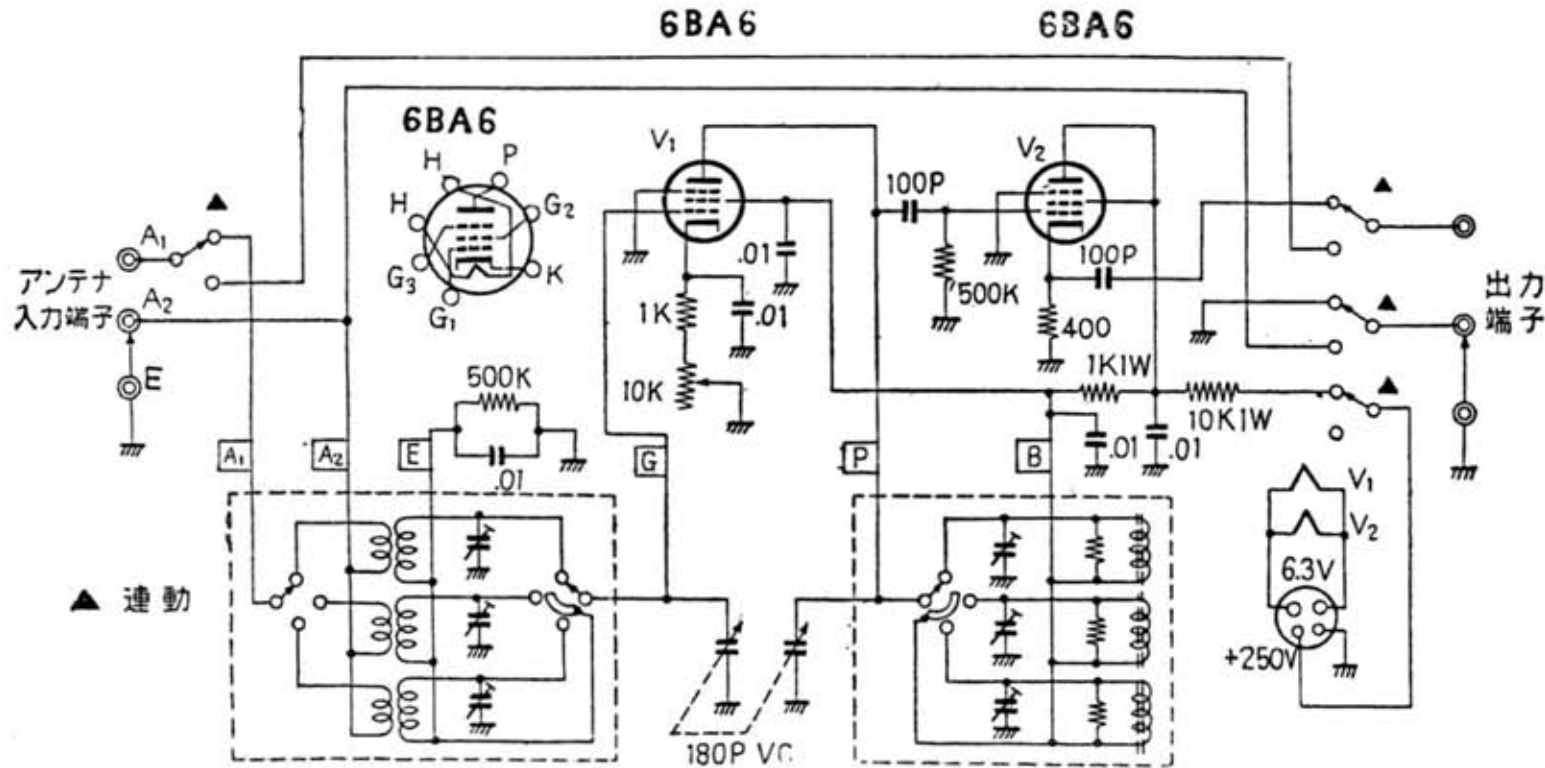 6BA6
6BA6
6BA6
V₁
V₂
H
P
H
G₂
G₃
K
G₁
▲
A₁
アンテナ
入力端子
A₂
E
100P
.01
500K
100P
▲
▲
出力
端子
1K
.01
400
10K
1K1W
10K1W
▲
500K
.01
.01
.01
A₁
A₂
E
G
P
B
V₁
V₂
6.3V
+250V
▲ 連動
180P VC